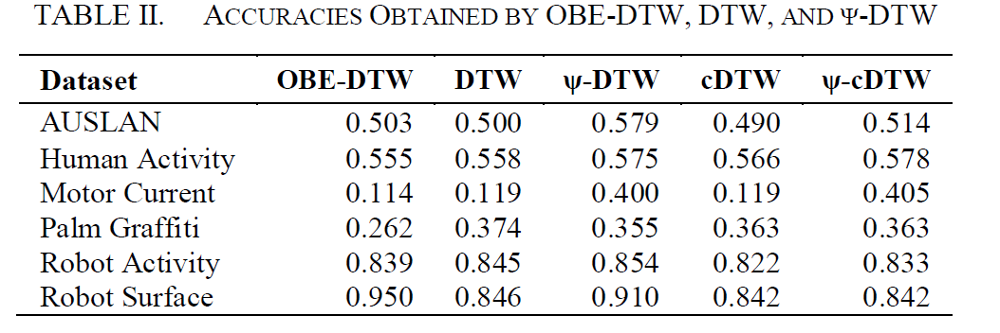 TABLE II. ACCURACIES OBTAINED BY OBE-DTW, DTW, AND Ψ-DTW
Dataset OBE-DTW DTW ψ-DTW cDTW ψ-cDTW
AUSLAN 0.503 0.500 0.579 0.490 0.514
Human Activity 0.555 0.558 0.575 0.566 0.578
Motor Current 0.114 0.119 0.400 0.119 0.405
Palm Graffiti 0.262 0.374 0.355 0.363 0.363
Robot Activity 0.839 0.845 0.854 0.822 0.833
Robot Surface 0.950 0.846 0.910 0.842 0.842